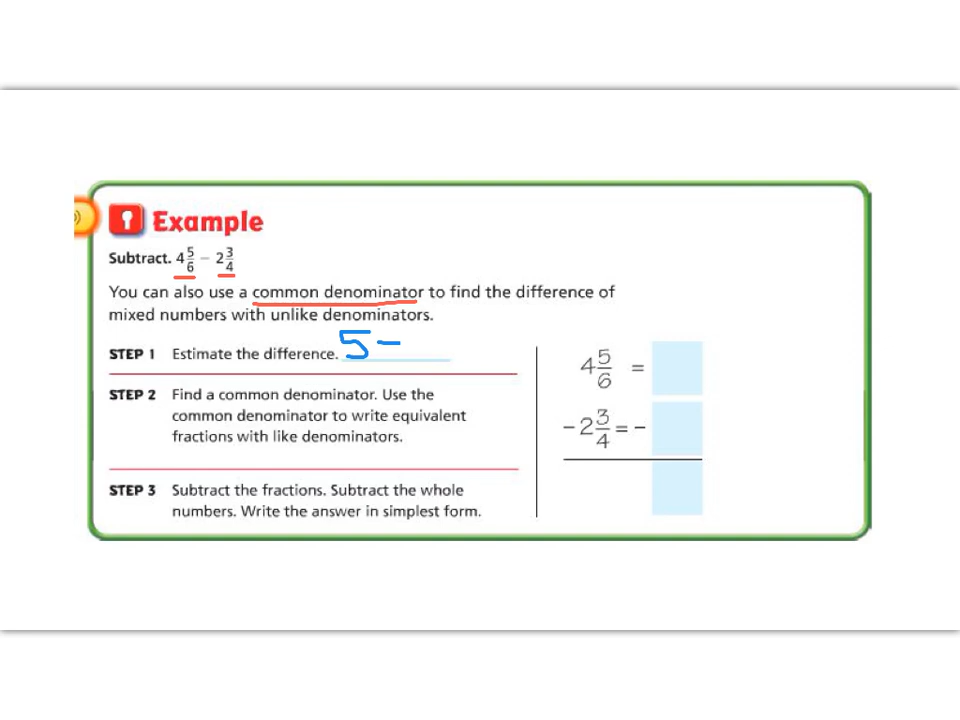 Example
Subtract. 4 5/6 − 2 3/4
You can also use a common denominator to find the difference of
mixed numbers with unlike denominators.
STEP 1 Estimate the difference. 5 −
STEP 2 Find a common denominator. Use the
common denominator to write equivalent
fractions with like denominators.
STEP 3 Subtract the fractions. Subtract the whole
numbers. Write the answer in simplest form.
4 5/6 =
− 2 3/4 = −